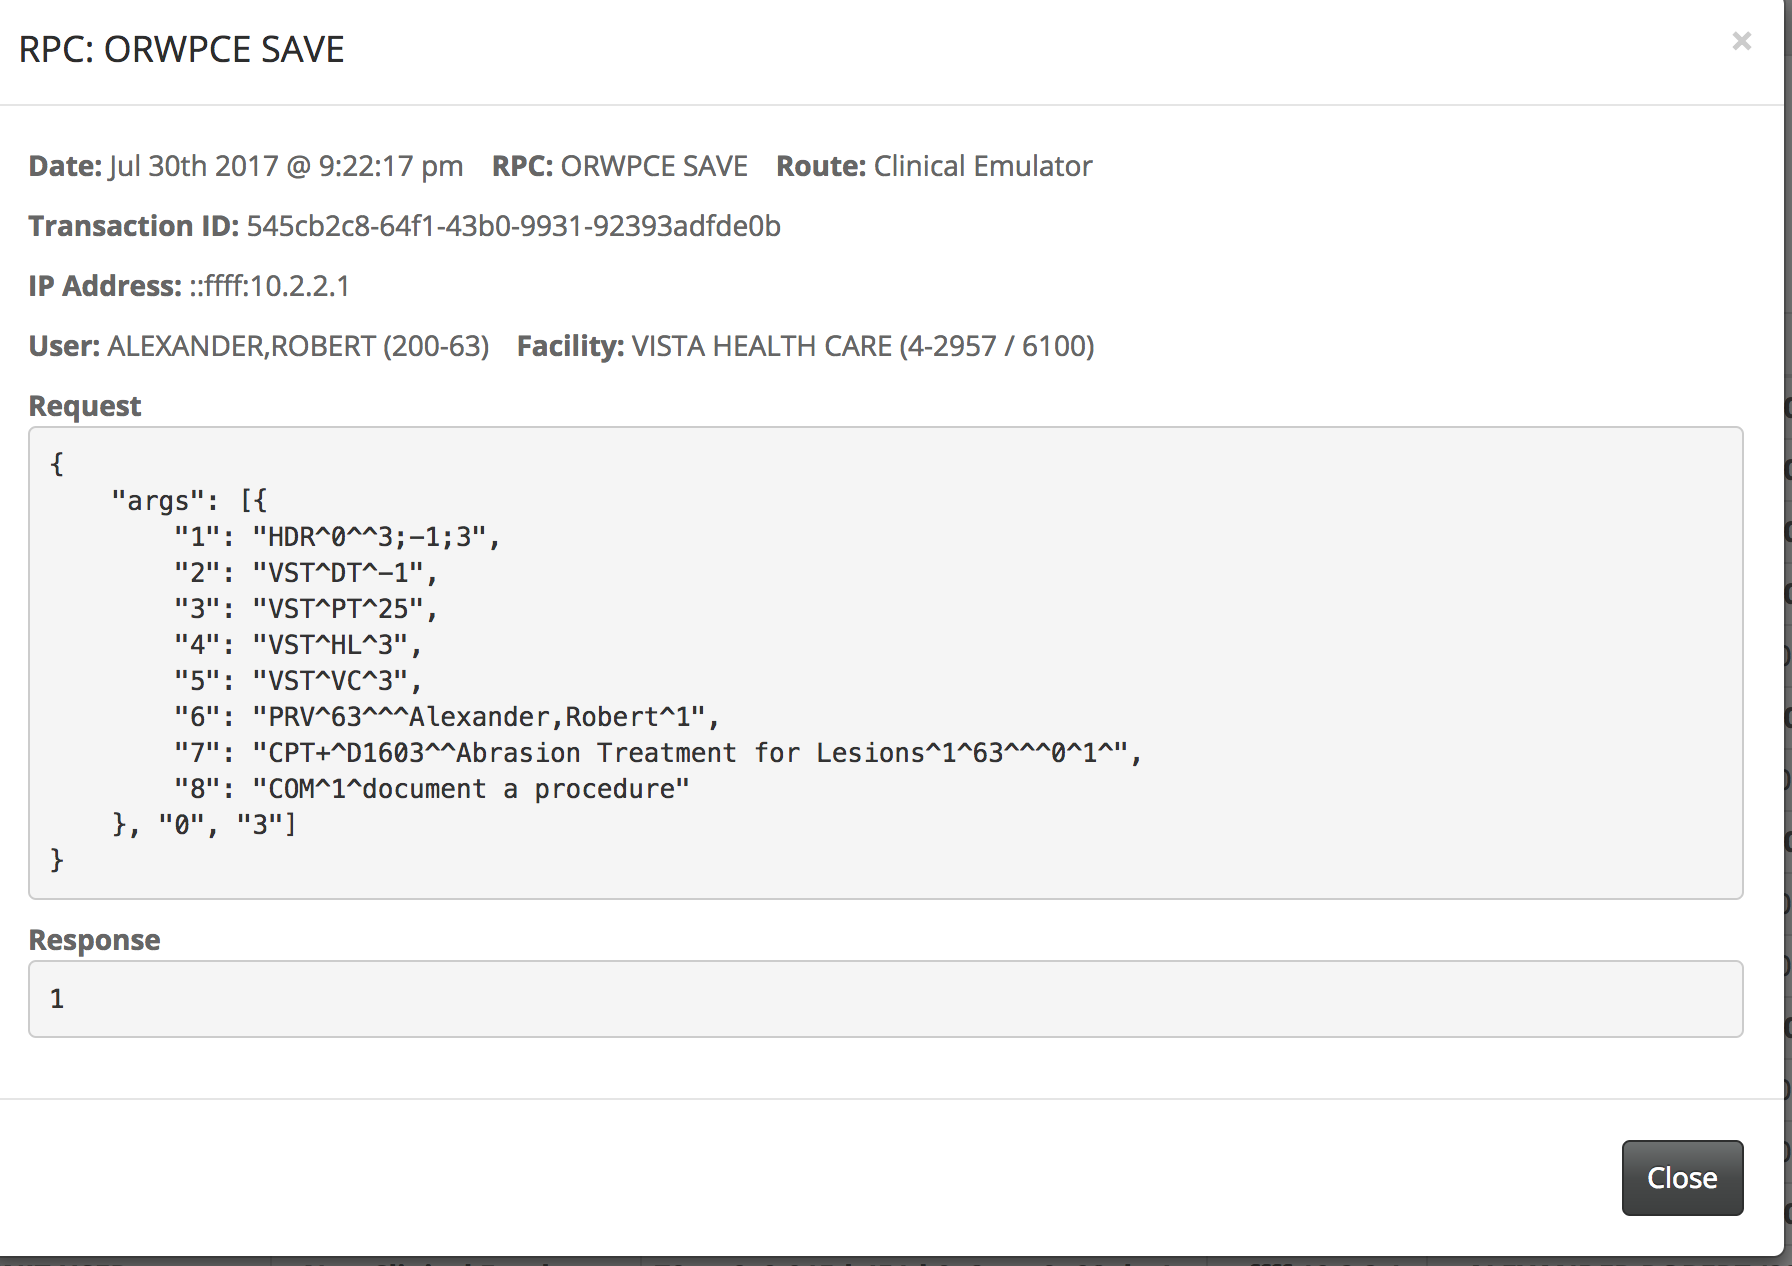 RPC: ORWPCE SAVE
×
Date: Jul 30th 2017 @ 9:22:17 pm RPC: ORWPCE SAVE Route: Clinical Emulator
Transaction ID: 545cb2c8-64f1-43b0-9931-92393adfde0b
IP Address: ::ffff:10.2.2.1
User: ALEXANDER,ROBERT (200-63) Facility: VISTA HEALTH CARE (4-2957 / 6100)
Request
{
    "args": [{
        "1": "HDR^0^^3;-1;3",
        "2": "VST^DT^-1",
        "3": "VST^PT^25",
        "4": "VST^HL^3",
        "5": "VST^VC^3",
        "6": "PRV^63^^^Alexander,Robert^1",
        "7": "CPT+^D1603^^Abrasion Treatment for Lesions^1^63^^^0^1^",
        "8": "COM^1^document a procedure"
    }, "0", "3"]
}
Response
1
Close